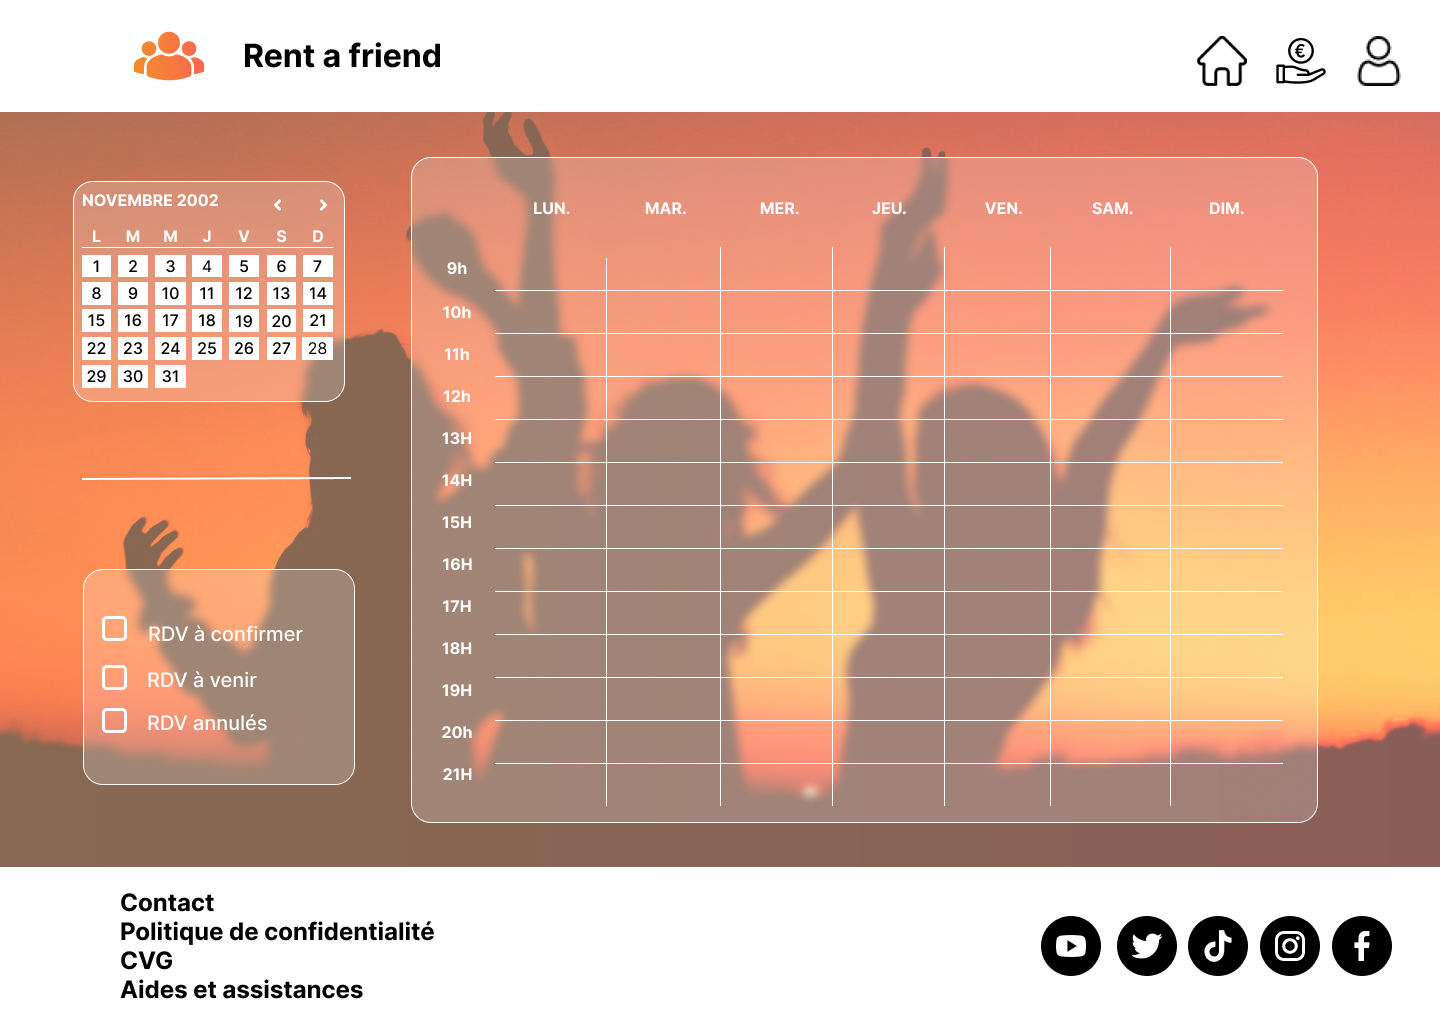 Rent a friend
€
NOVEMBRE 2002
L M M J V S D
1 2 3 4 5 6 7
8 9 10 11 12 13 14
15 16 17 18 19 20 21
22 23 24 25 26 27 28
29 30 31
RDV à confirmer
RDV à venir
RDV annulés
LUN. MAR. MER. JEU. VEN. SAM. DIM.
9h
10h
11h
12h
13H
14H
15H
16H
17H
18H
19H
20h
21H
Contact
Politique de confidentialité
CVG
Aides et assistances